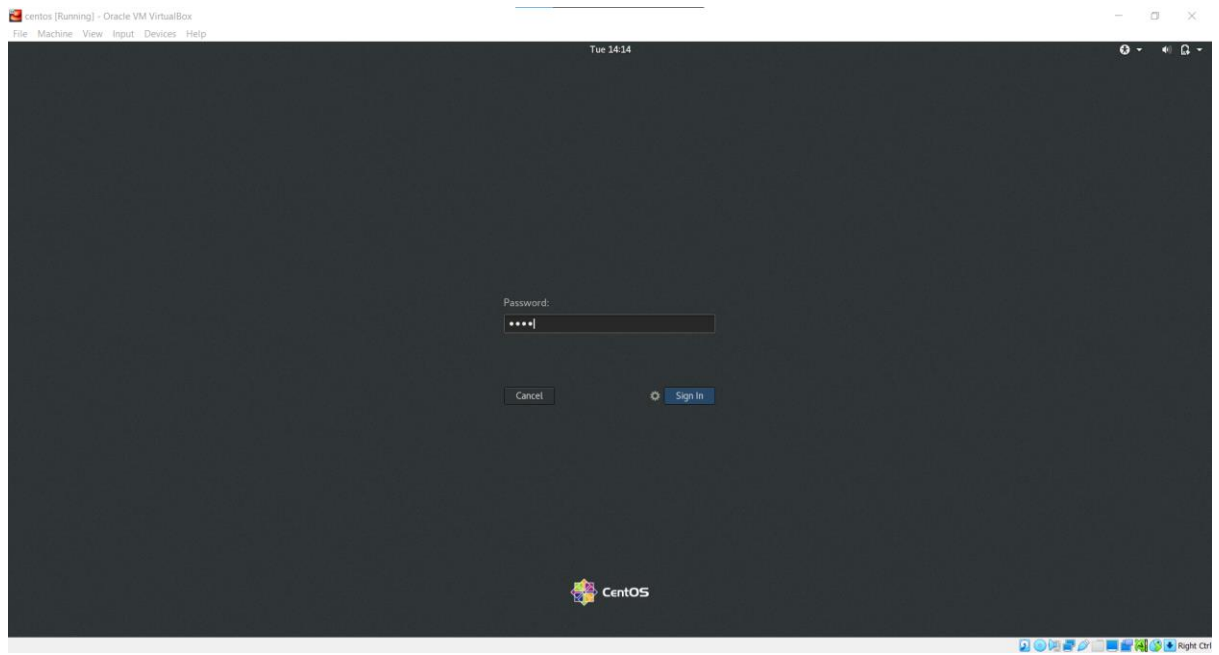 centos [Running] - Oracle VM VirtualBox
File Machine View Input Devices Help
Tue 14:14
Password:
••••
Cancel
Sign In
CentOS
Right Ctrl